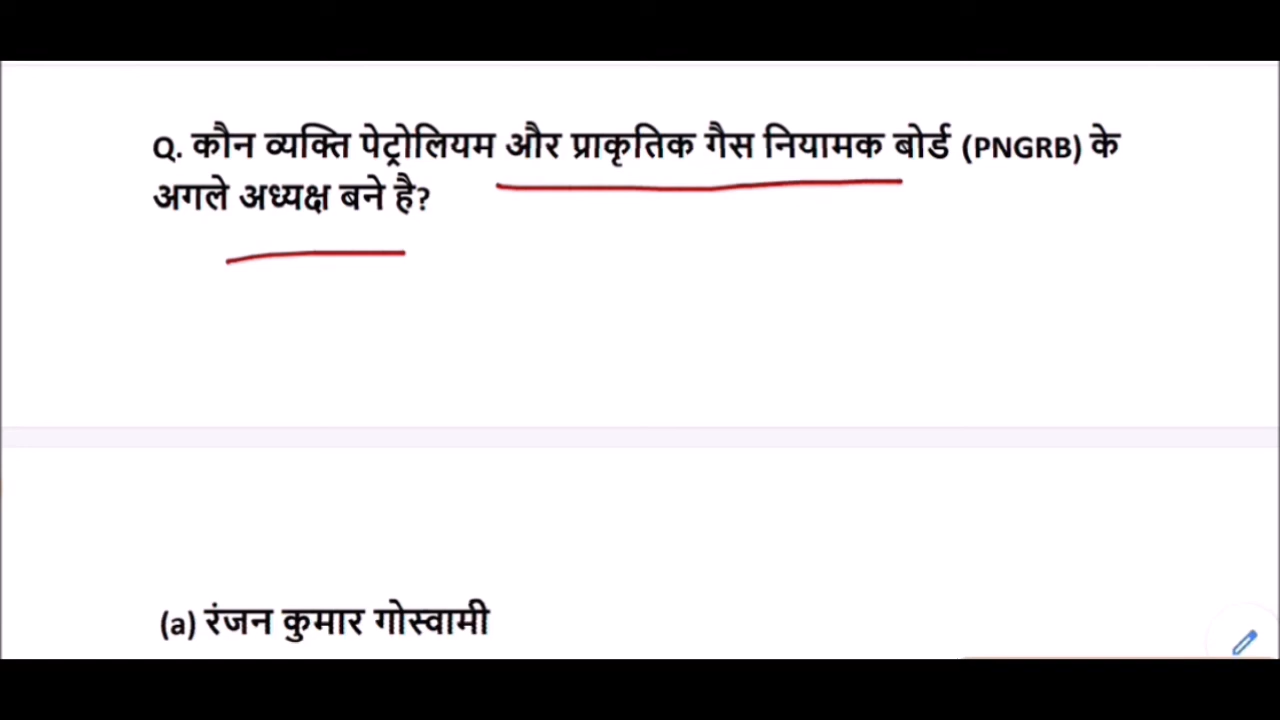 Q. कौन व्यक्ति पेट्रोलियम और प्राकृतिक गैस नियामक बोर्ड (PNGRB) के
अगले अध्यक्ष बने है?
(a) रंजन कुमार गोस्वामी